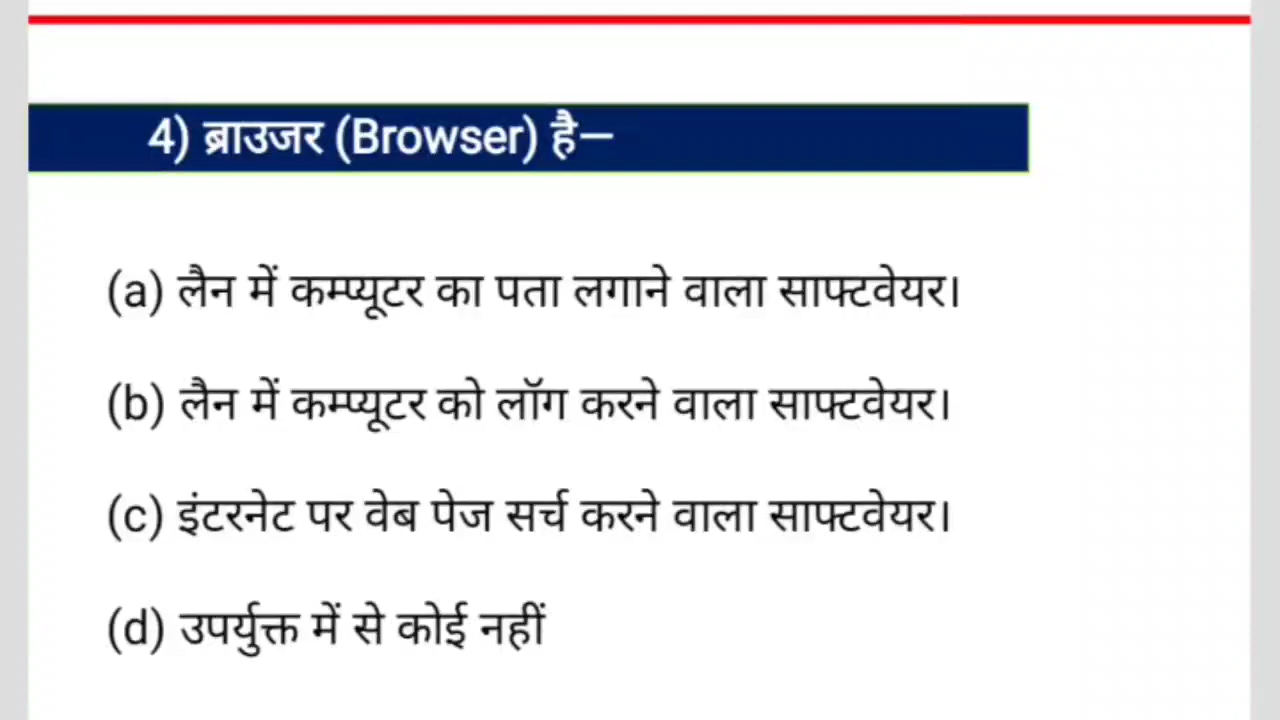 4) ब्राउजर (Browser) है—
(a) लैन में कम्प्यूटर का पता लगाने वाला साफ्टवेयर।
(b) लैन में कम्प्यूटर को लॉग करने वाला साफ्टवेयर।
(c) इंटरनेट पर वेब पेज सर्च करने वाला साफ्टवेयर।
(d) उपर्युक्त में से कोई नहीं